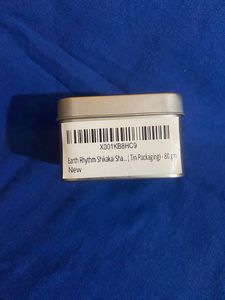 X001KB8HC9
Earth Rhythm Shikakai Sha...( Tin Packaging) - 80 gm
New